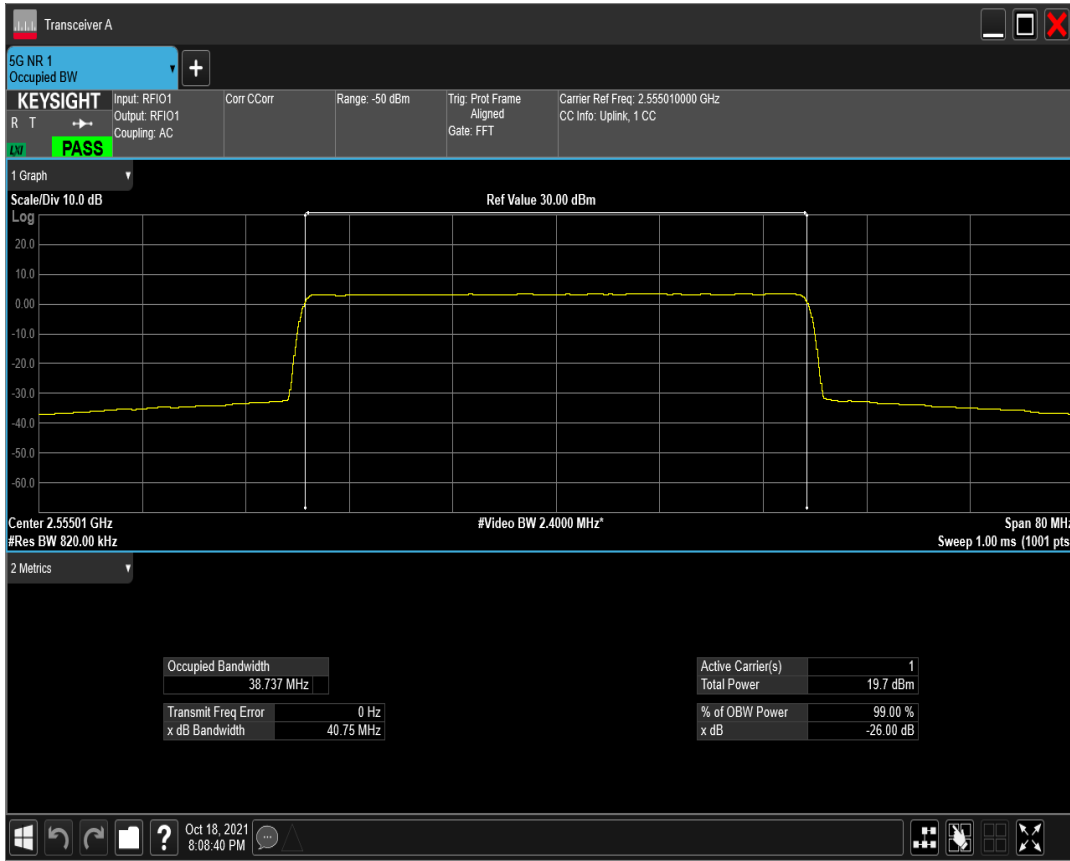 Transceiver A
5G NR 1
Occupied BW
KEYSIGHT
R T
LXI
PASS
Input: RFIO1
Output: RFIO1
Coupling: AC
Corr CCorr
Range: -50 dBm
Trig: Prot Frame
Aligned
Gate: FFT
Carrier Ref Freq: 2.555010000 GHz
CC Info: Uplink, 1 CC
1 Graph
Scale/Div 10.0 dB
Ref Value 30.00 dBm
Log
20.0
10.0
0.00
-10.0
-20.0
-30.0
-40.0
-50.0
-60.0
Center 2.55501 GHz
#Video BW 2.4000 MHz*
Span 80 MHz
#Res BW 820.00 kHz
Sweep 1.00 ms (1001 pts
2 Metrics
Occupied Bandwidth
38.737 MHz
Transmit Freq Error 0 Hz
x dB Bandwidth 40.75 MHz
Active Carrier(s) 1
Total Power 19.7 dBm
% of OBW Power 99.00 %
x dB -26.00 dB
?
Oct 18, 2021
8:08:40 PM